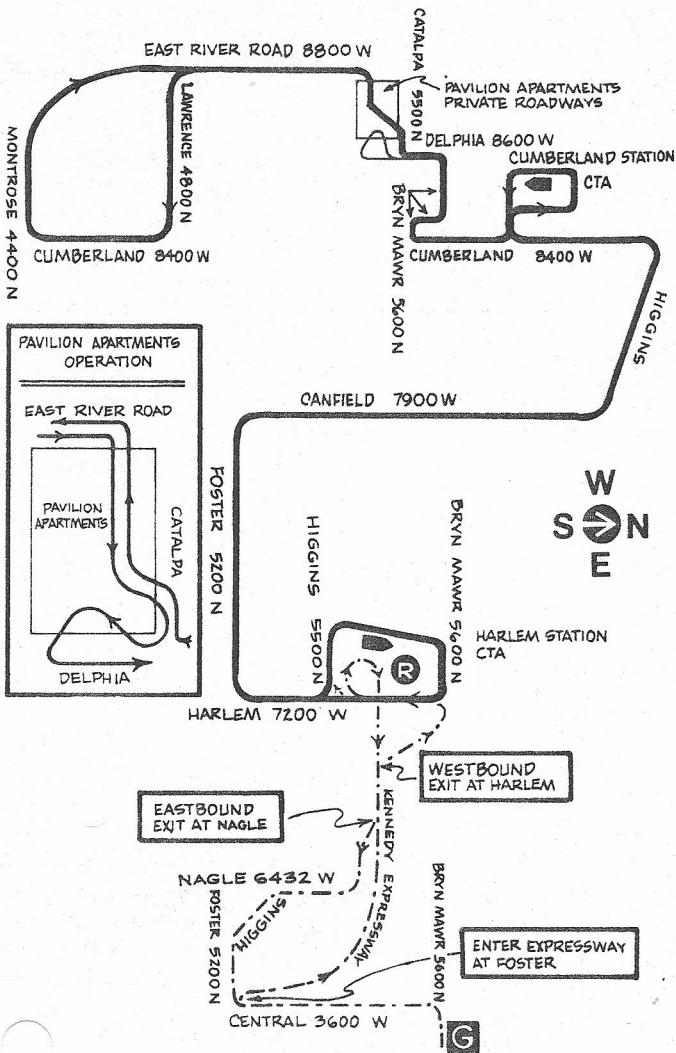 EAST RIVER ROAD 8800 W
CATALPA 5500 N
PAVILION APARTMENTS
PRIVATE ROADWAYS
LAWRENCE 4800 N
DELPHIA 8600 W
CUMBERLAND STATION
CTA
MONTROSE 4400 N
BRYN MAWR 5600 N
CUMBERLAND 8400 W
CUMBERLAND 8400 W
HIGGINS
PAVILION APARTMENTS
OPERATION
EAST RIVER ROAD
PAVILION
APARTMENTS
CATALPA
DELPHIA
CANFIELD 7900 W
FOSTER 5200 N
W
S N
E
HIGGINS 5500 N
BRYN MAWR 5600 N
HARLEM STATION
CTA
R
HARLEM 7200 W
WESTBOUND
EXIT AT HARLEM
EASTBOUND
EXIT AT NAGLE
KENNEDY EXPRESSWAY
NAGLE 6432 W
HIGGINS
FOSTER 5200 N
BRYN MAWR 5600 N
ENTER EXPRESSWAY
AT FOSTER
CENTRAL 3600 W
G